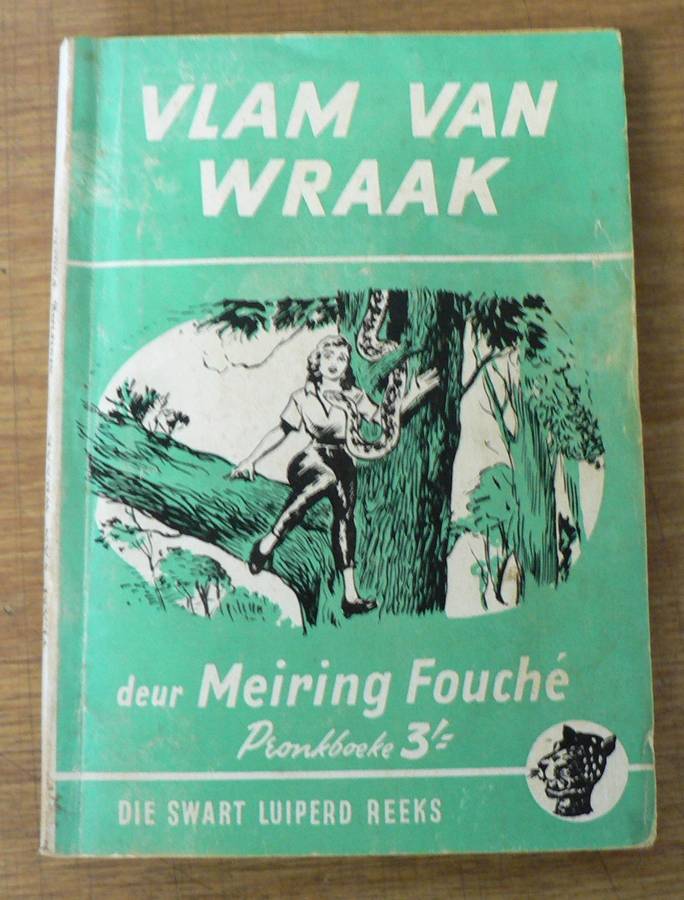 VLAM VAN
WRAAK
deur Meiring Fouché
Pronkboeke 3/-
DIE SWART LUIPERD REEKS